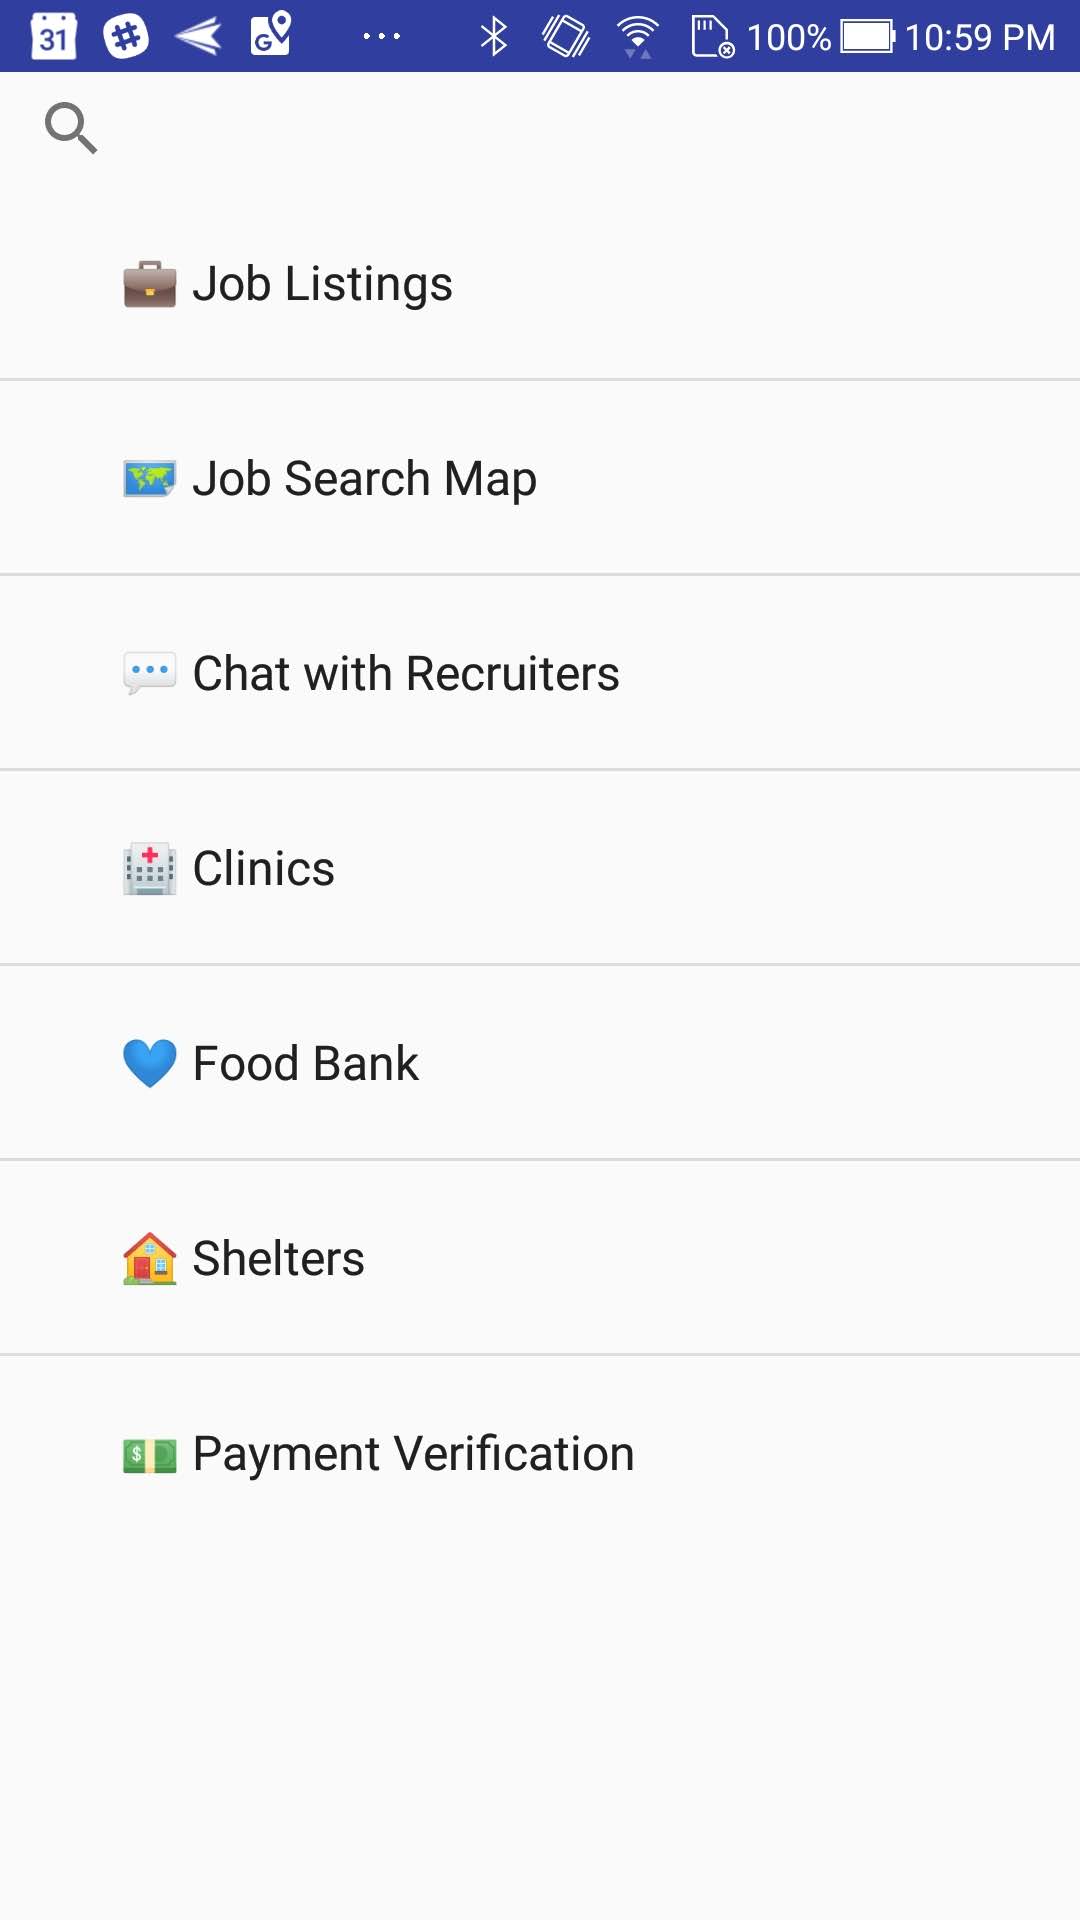 31 100% 10:59 PM
Job Listings
Job Search Map
Chat with Recruiters
Clinics
Food Bank
Shelters
Payment Verification